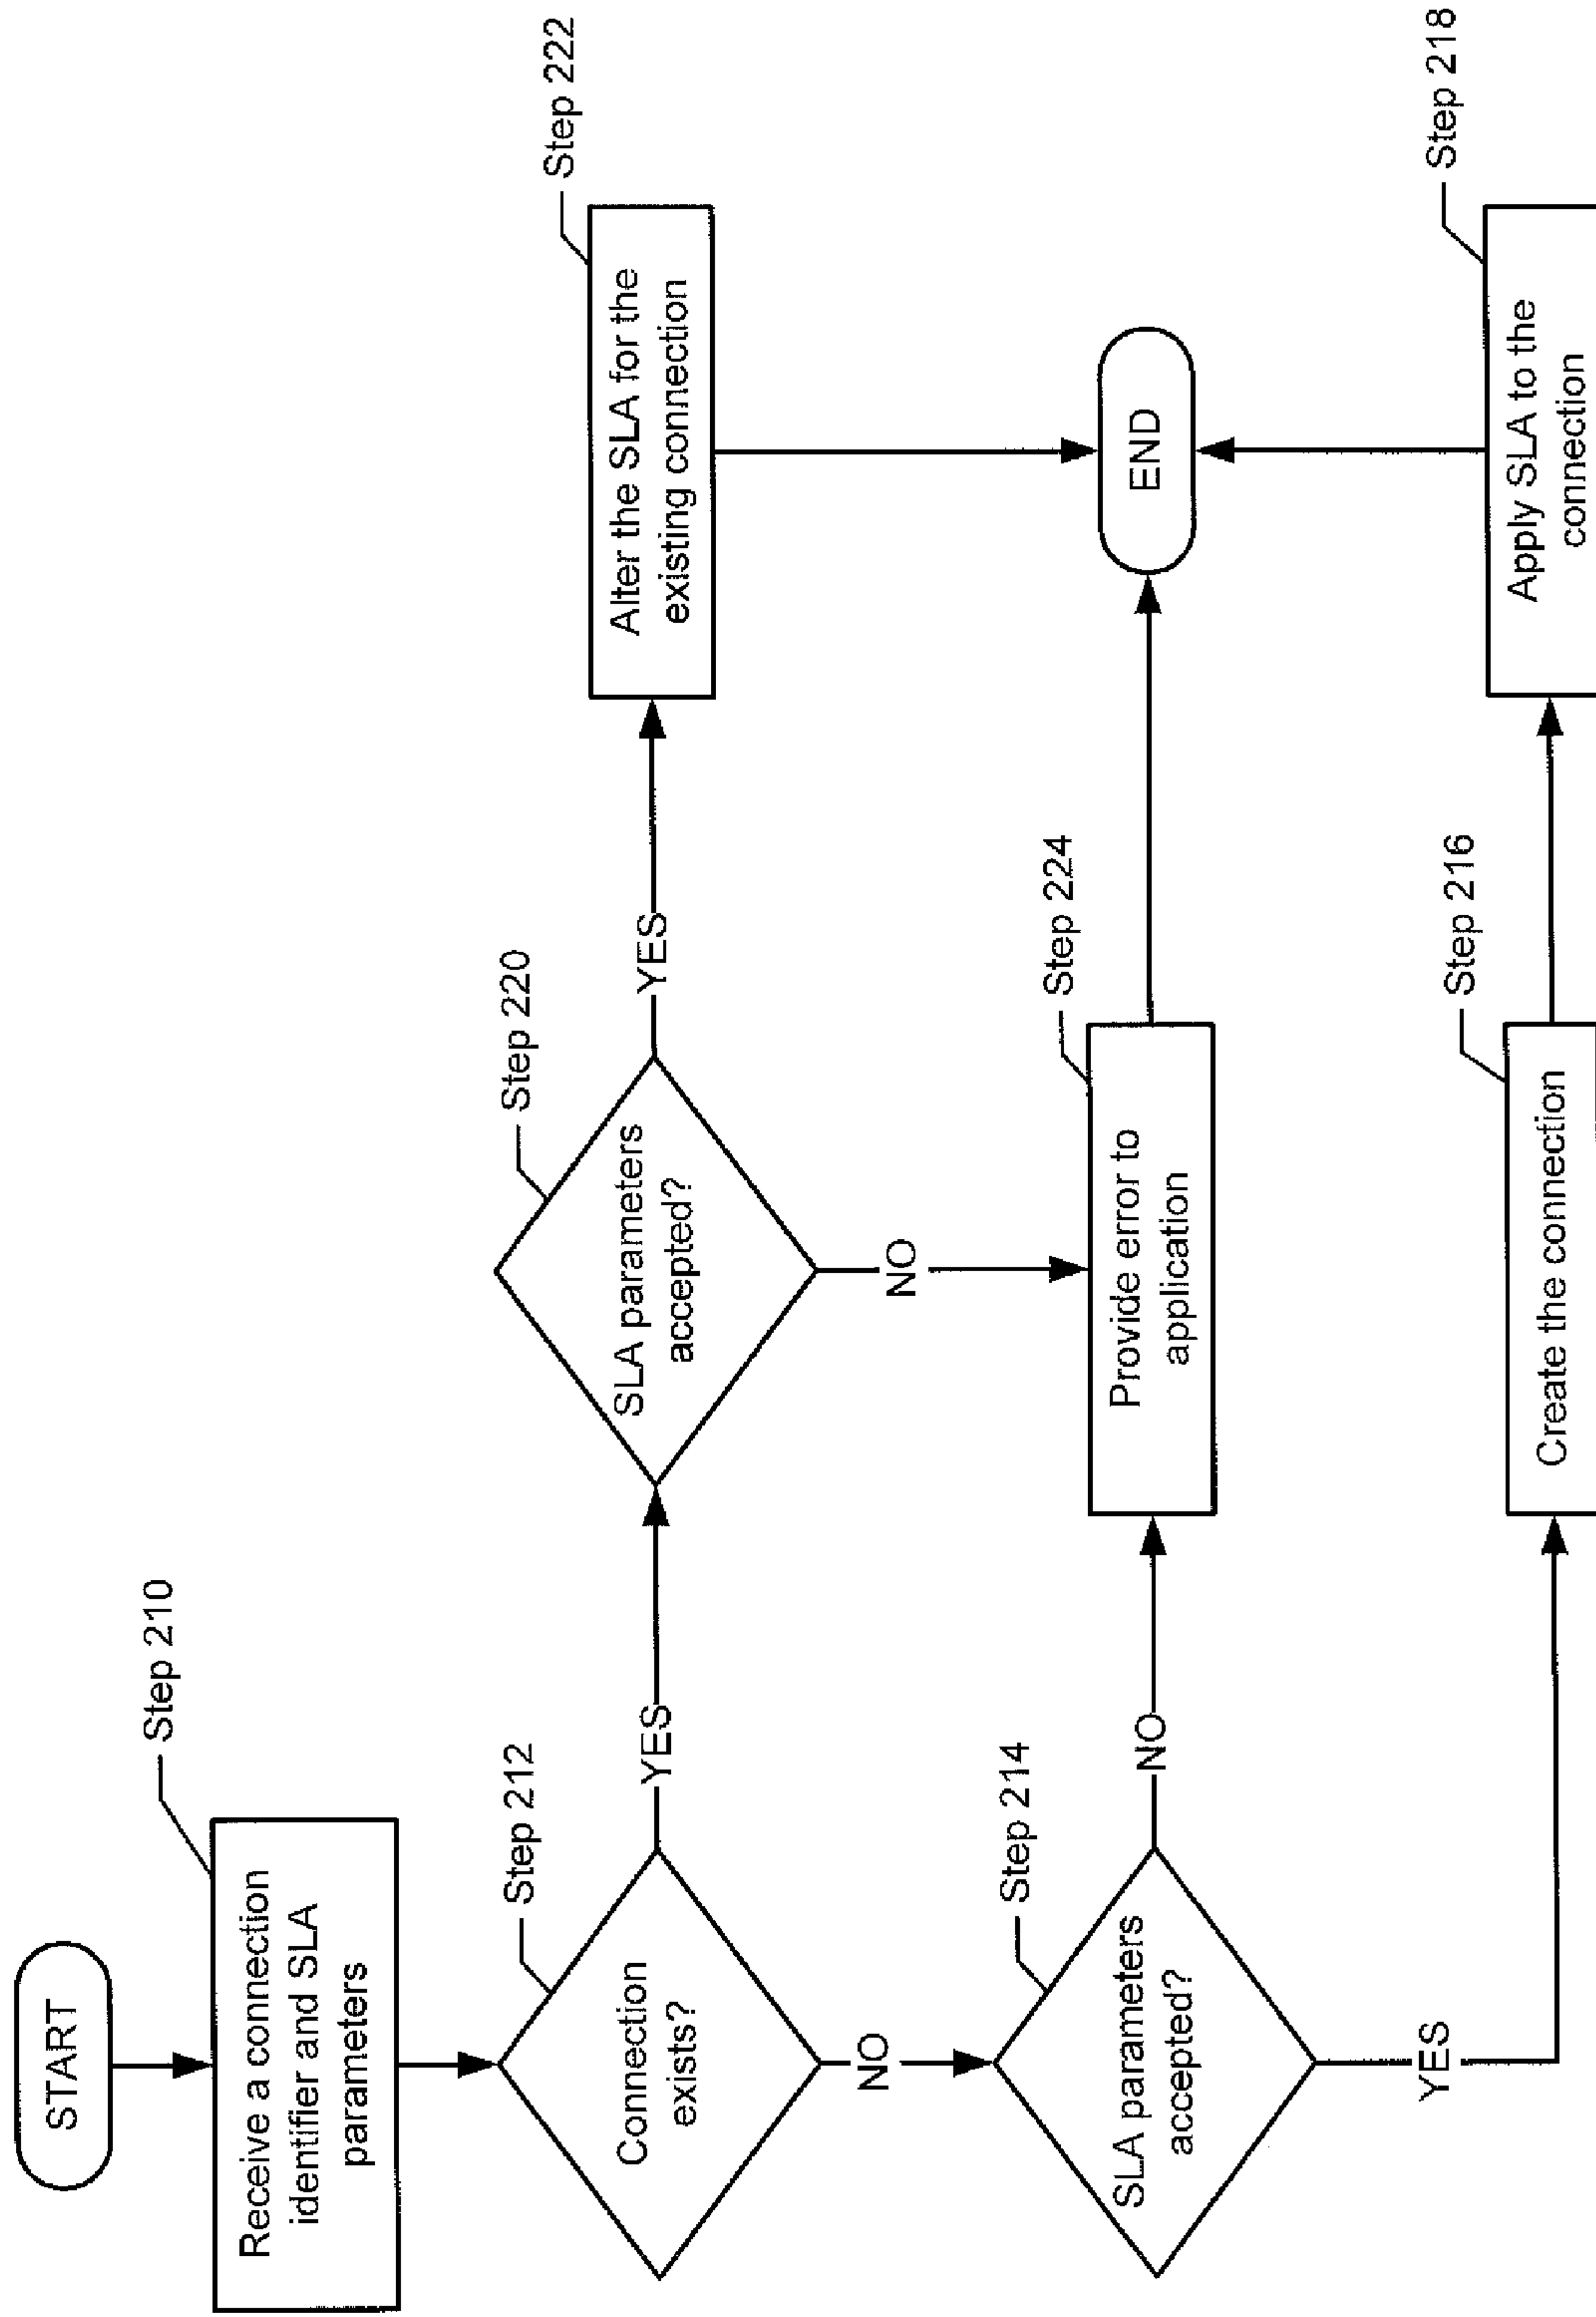 START
Step 210
Receive a connection
identifier and SLA
parameters
Step 212
Connection
exists?
YES
NO
Step 220
SLA parameters
accepted?
YES
NO
Step 222
Alter the SLA for the
existing connection
Step 214
SLA parameters
accepted?
NO
YES
Step 224
Provide error to
application
END
Step 216
Create the connection
Step 218
Apply SLA to the
connection